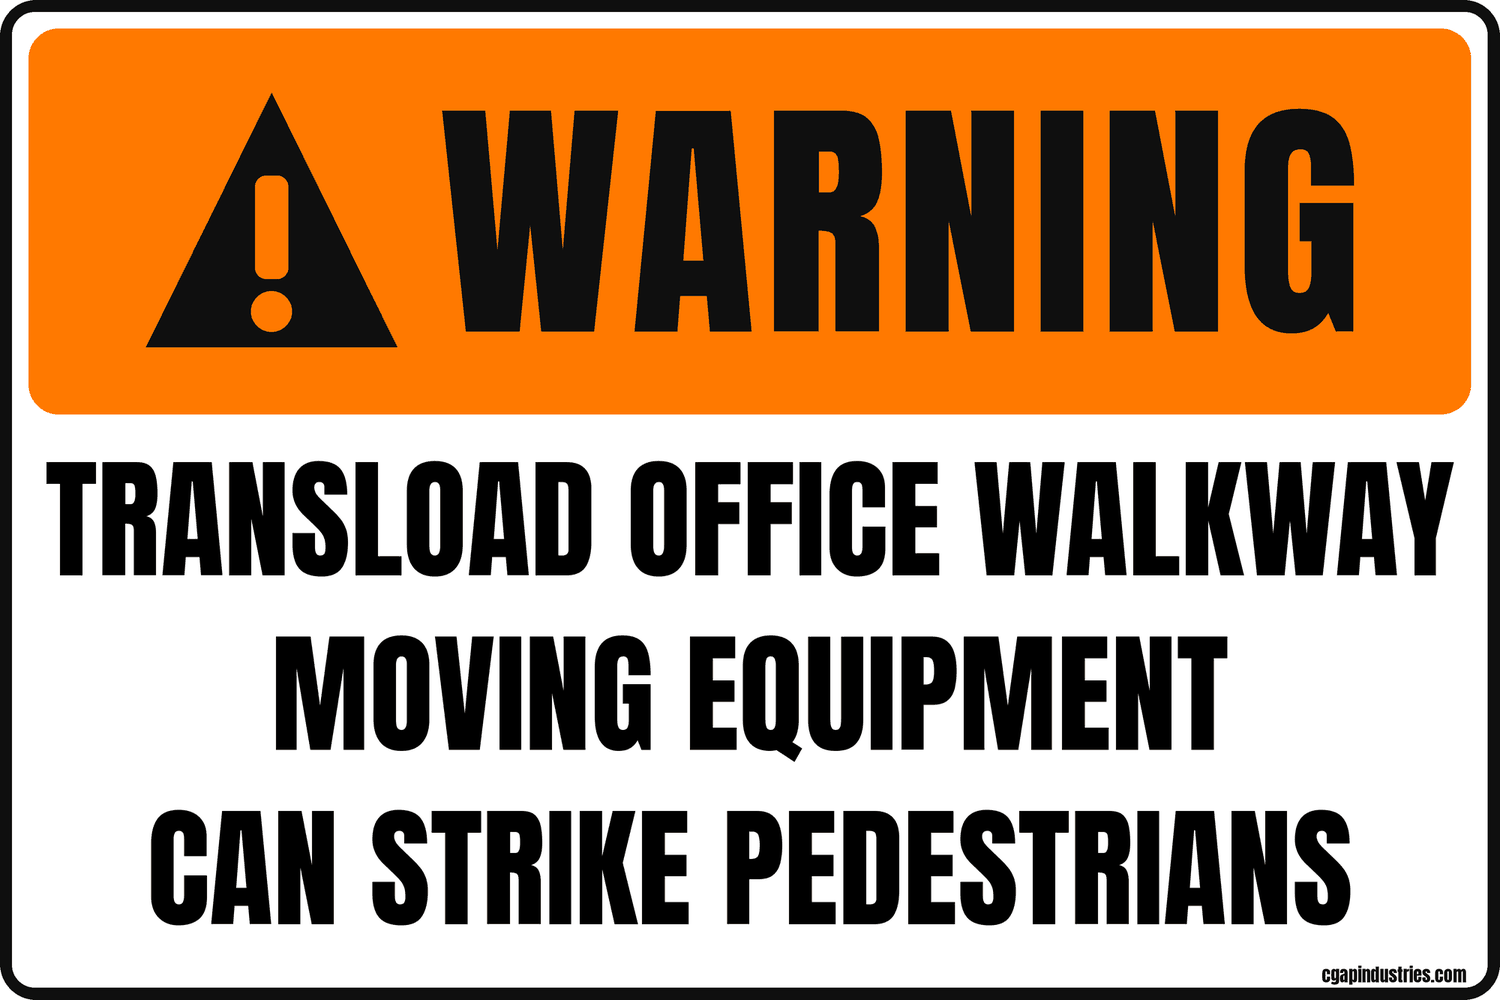 WARNING
TRANSLOAD OFFICE WALKWAY
MOVING EQUIPMENT
CAN STRIKE PEDESTRIANS
cgapindustries.com